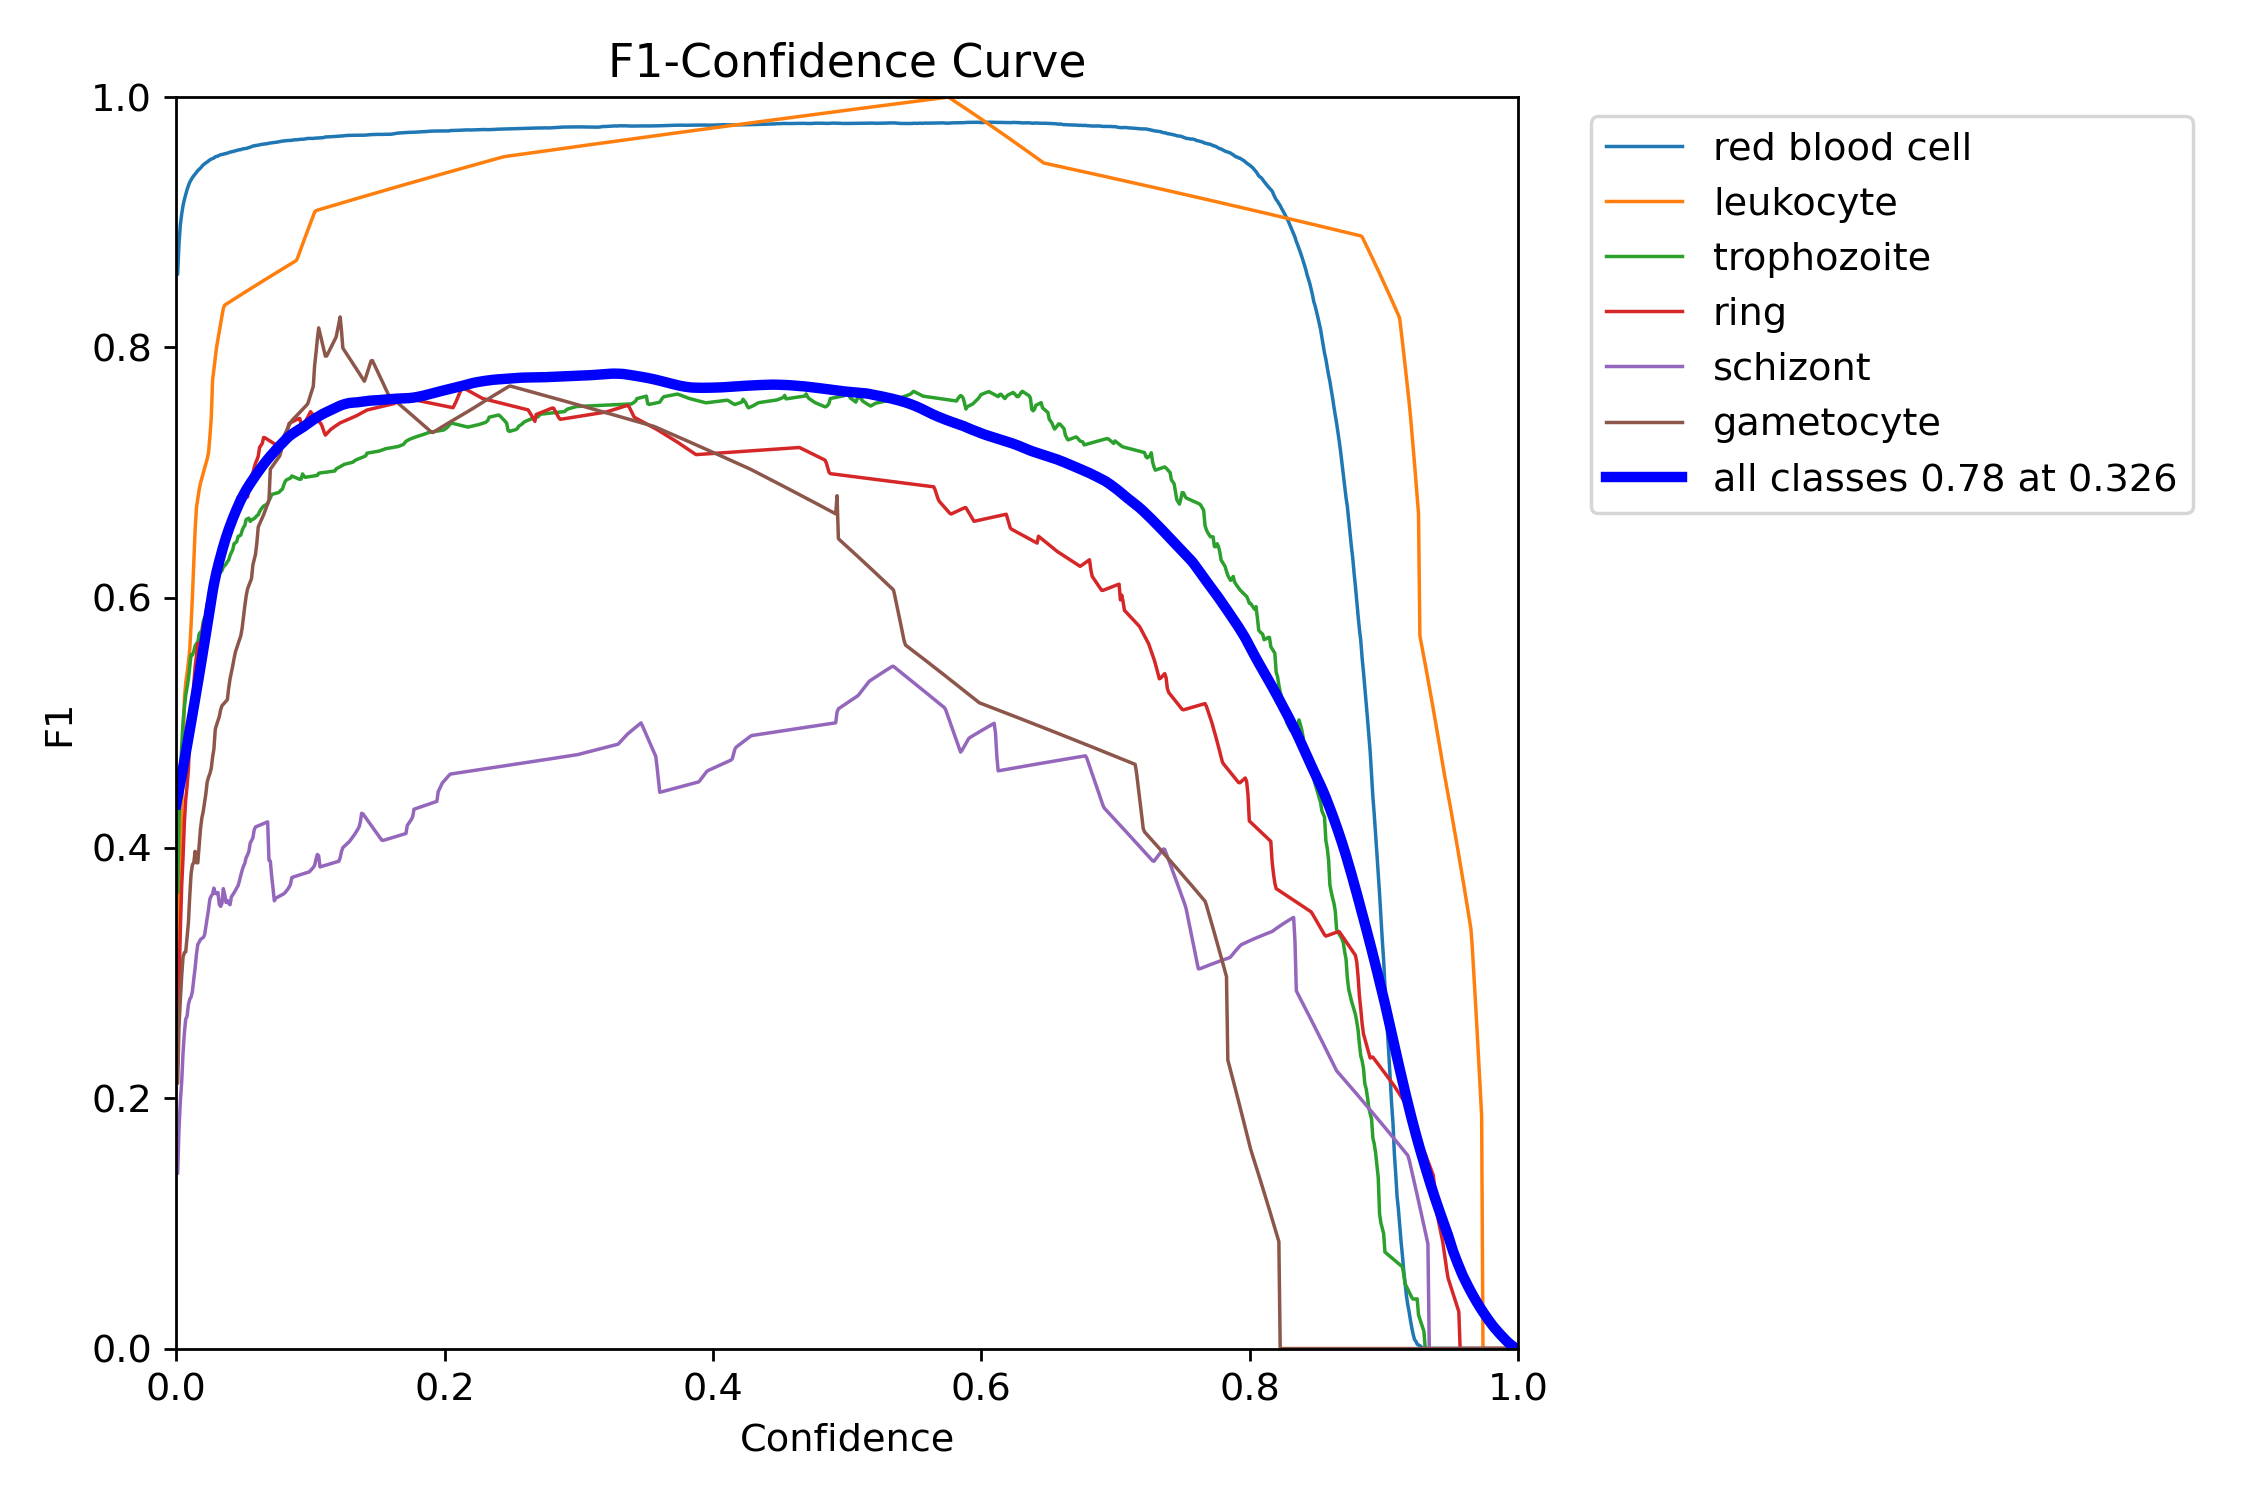 F1-Confidence Curve
1.0
0.8
0.6
0.4
0.2
0.0
F1
0.0 0.2 0.4 0.6 0.8 1.0
Confidence
red blood cell
leukocyte
trophozoite
ring
schizont
gametocyte
all classes 0.78 at 0.326